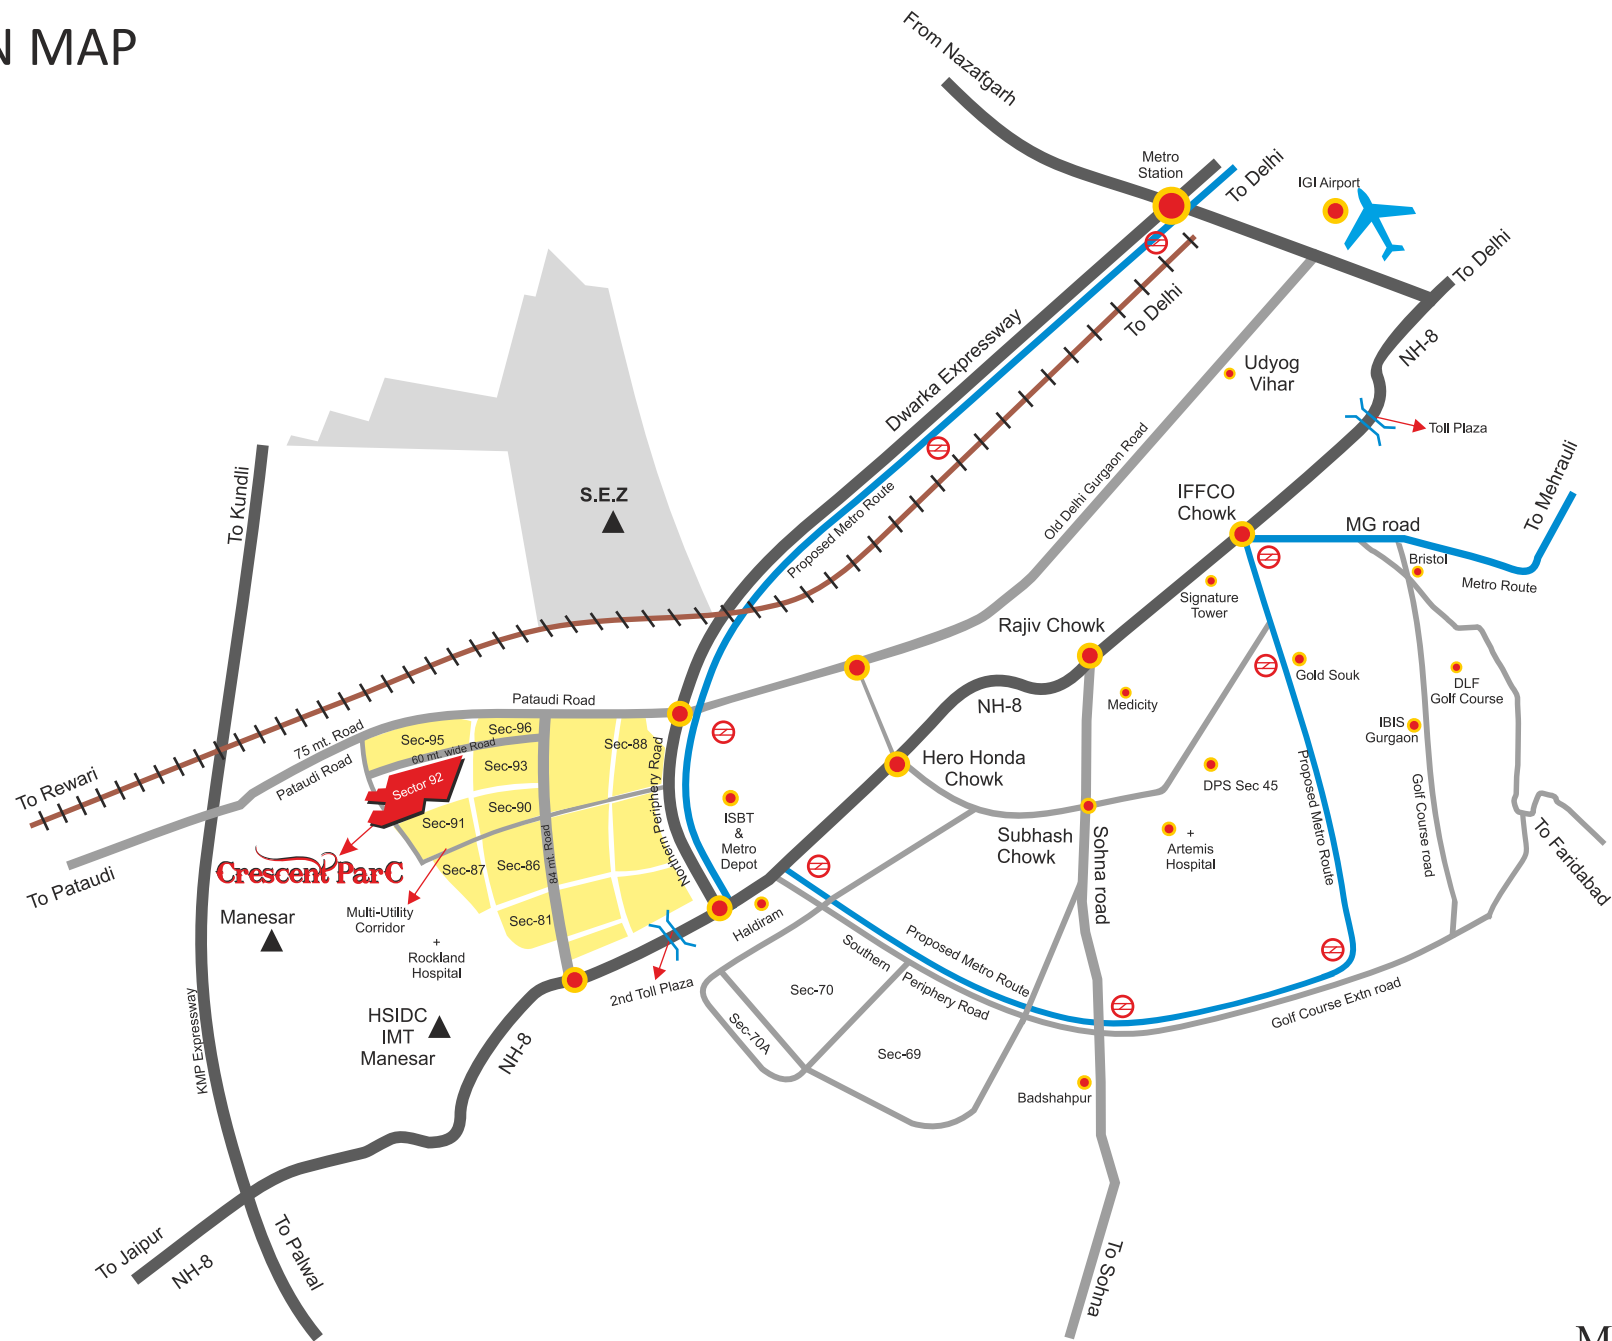 N MAP
From Nazafgarh
Metro
Station
To Delhi
IGI Airport
To Delhi
To Delhi
NH-8
Dwarka Expressway
Udyog
Vihar
Toll Plaza
Old Delhi Gurgaon Road
To Kundli
S.E.Z
Proposed Metro Route
IFFCO
Chowk
MG road
To Mehrauli
Bristol
Metro Route
Signature
Tower
Rajiv Chowk
Gold Souk
DLF
Golf Course
Pataudi Road
NH-8
Medicity
IBIS
Gurgaon
75 mt. Road
Sec-95
Sec-96
60 mt. wide Road
Sec-88
Pataudi Road
Sec-93
Sector 92
Hero Honda
Chowk
DPS Sec 45
To Rewari
Sec-90
Sec-91
Northern Periphery Road
ISBT
&
Metro
Depot
Subhash
Chowk
Sohna road
+
Artemis
Hospital
Proposed Metro Route
Golf Course road
To Faridabad
Crescent ParC
To Pataudi
Sec-87
Sec-86
84 mt. Road
Manesar
Multi-Utility
Corridor
Sec-81
Haldiram
+
Rockland
Hospital
2nd Toll Plaza
Southern
Periphery Road
Proposed Metro Route
Sec-70
Golf Course Extn road
HSIDC
IMT
Manesar
NH-8
Sec-70A
Sec-69
KMP Expressway
Badshahpur
To Jaipur
NH-8
To Palwal
To Sohna
M